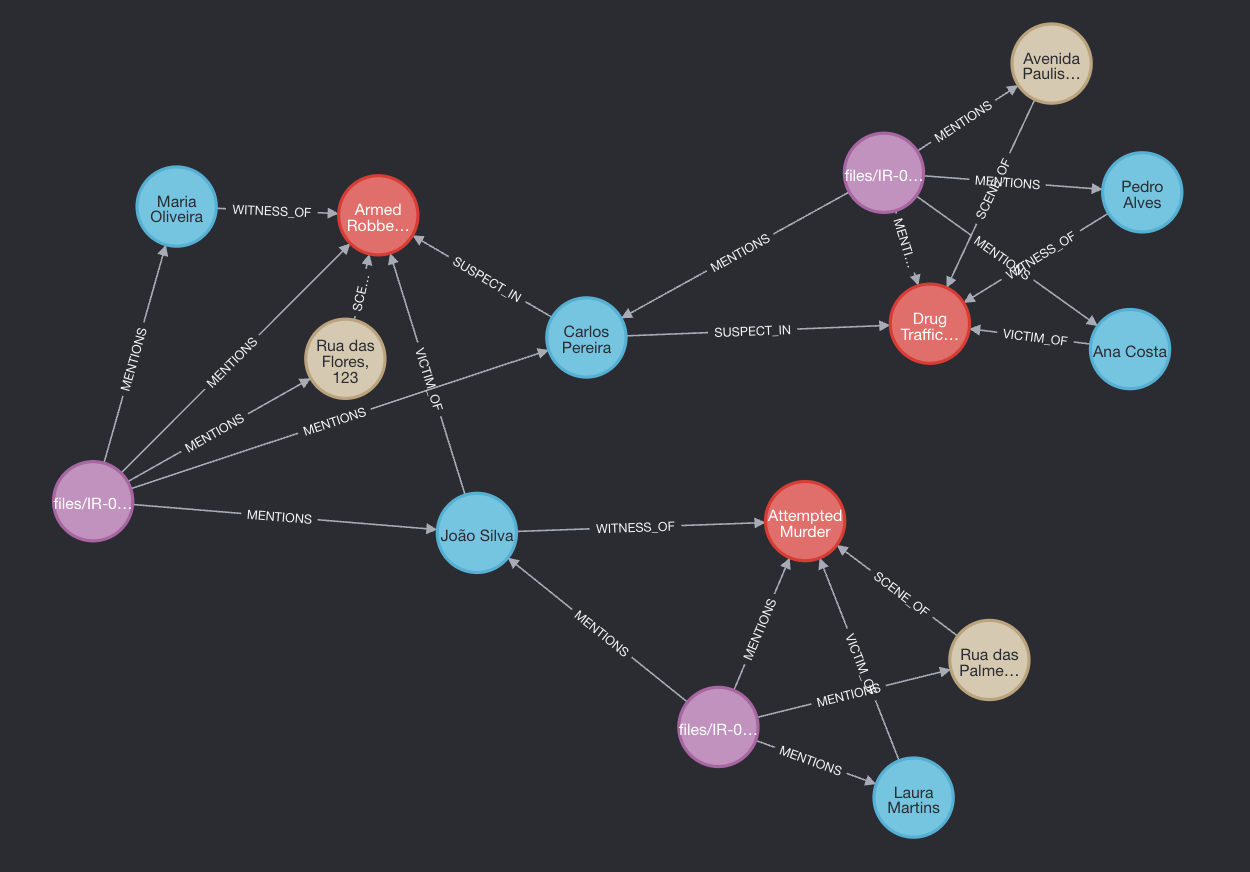 Avenida
Paulis…
MENTIONS
files/IR-0…
MENTIONS
SCENE_OF
Pedro
Alves
Maria
Oliveira
WITNESS_OF
Armed
Robbe…
MENTIONS
MENTI…
MENTIONS
WITNESS_OF
SUSPECT_IN
SCE…
Carlos
Pereira
SUSPECT_IN
Drug
Traffic…
VICTIM_OF
Ana Costa
Rua das
Flores,
123
MENTIONS
MENTIONS
VICTIM_OF
MENTIONS
MENTIONS
files/IR-0…
MENTIONS
João Silva
WITNESS_OF
Attempted
Murder
SCENE_OF
MENTIONS
MENTIONS
VICTIM_OF
Rua das
Palme…
MENTIONS
files/IR-0…
MENTIONS
Laura
Martins